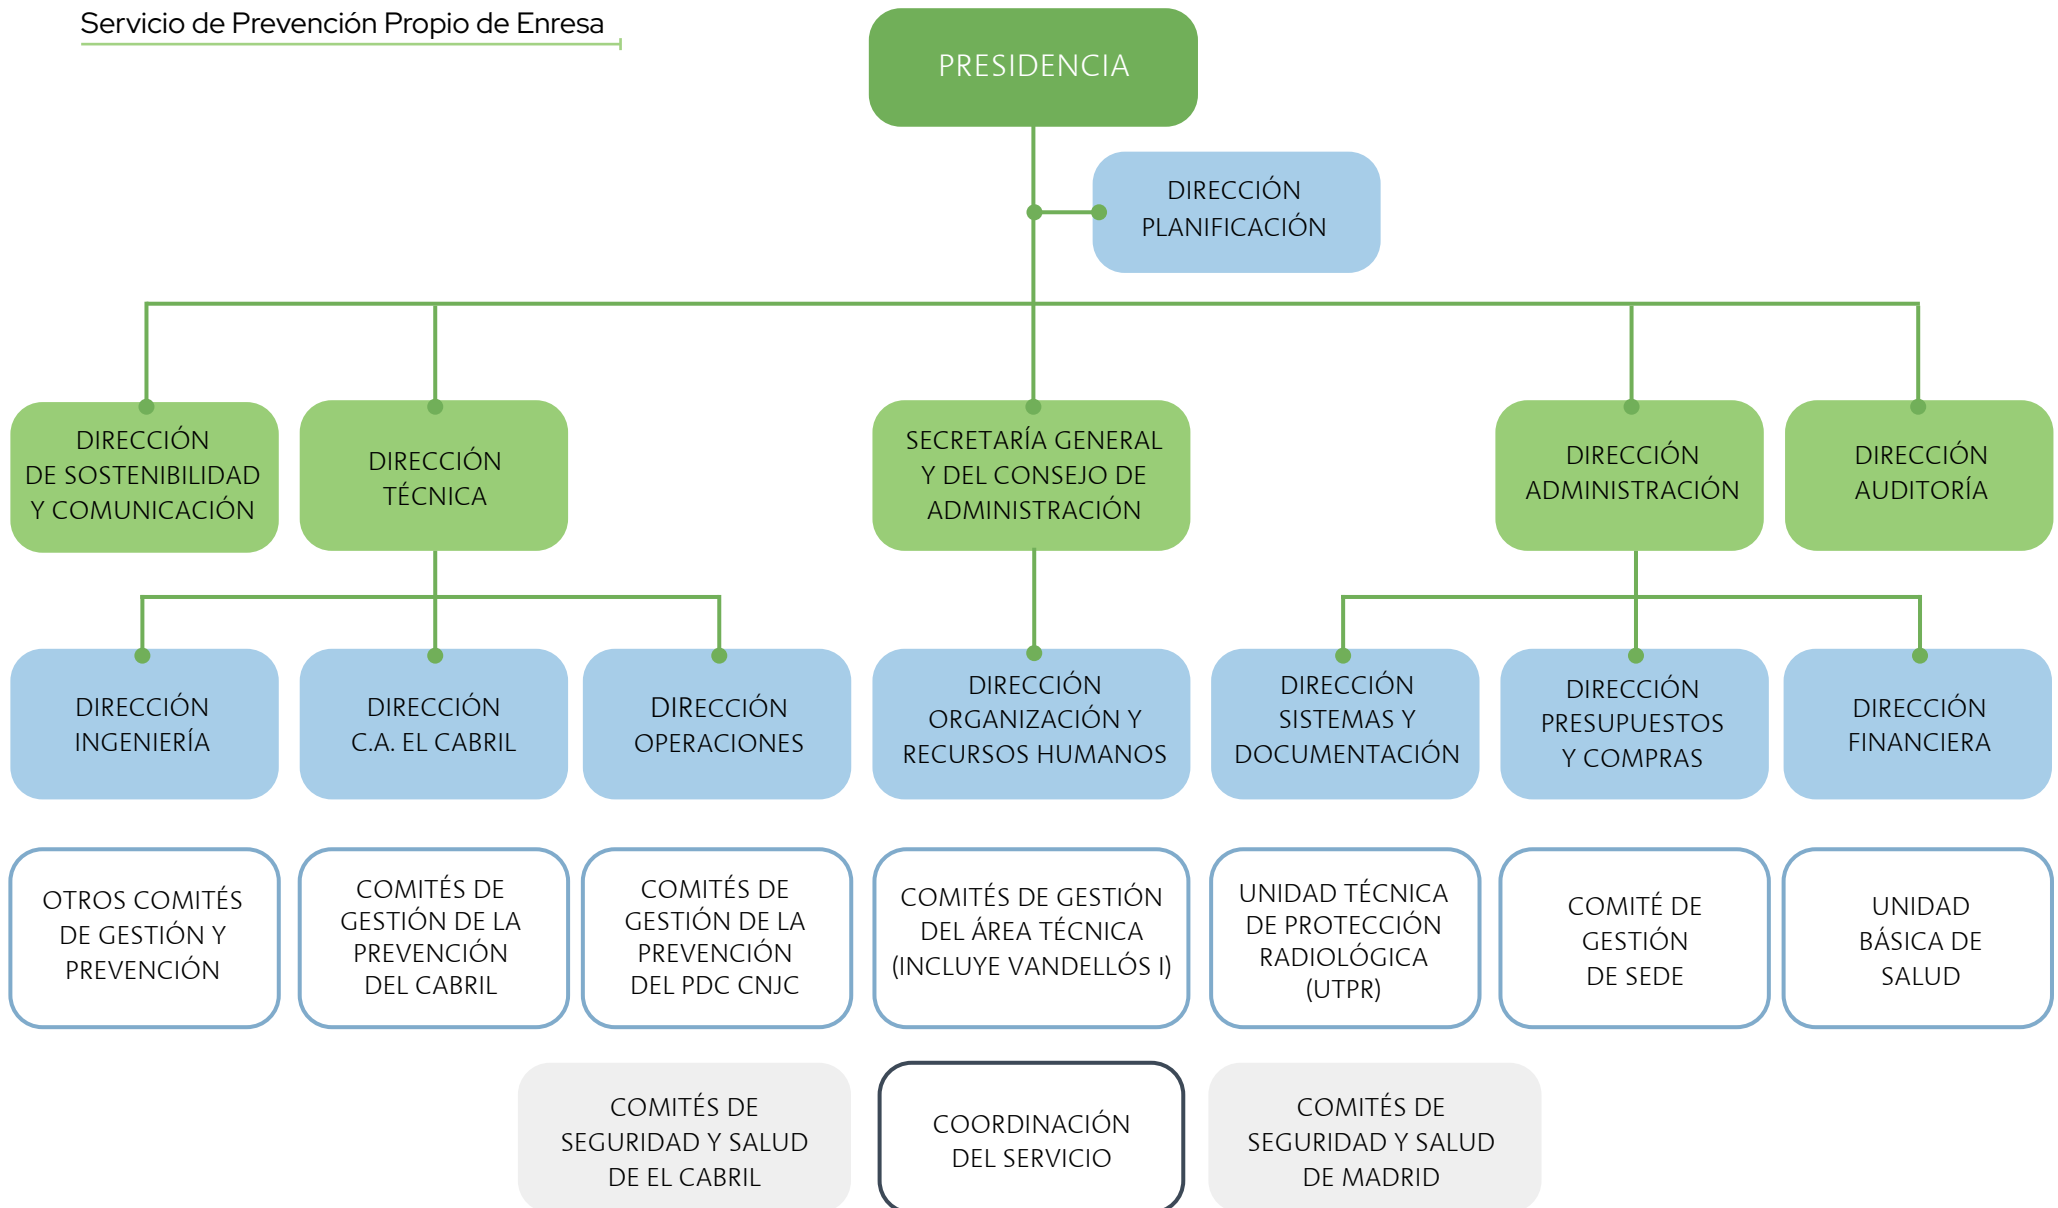 Servicio de Prevención Propio de Enresa
PRESIDENCIA
DIRECCIÓN
PLANIFICACIÓN
DIRECCIÓN
DE SOSTENIBILIDAD
Y COMUNICACIÓN
DIRECCIÓN
TÉCNICA
SECRETARÍA GENERAL
Y DEL CONSEJO DE
ADMINISTRACIÓN
DIRECCIÓN
ADMINISTRACIÓN
DIRECCIÓN
AUDITORÍA
DIRECCIÓN
INGENIERÍA
DIRECCIÓN
C.A. EL CABRIL
DIRECCIÓN
OPERACIONES
DIRECCIÓN
ORGANIZACIÓN Y
RECURSOS HUMANOS
DIRECCIÓN
SISTEMAS Y
DOCUMENTACIÓN
DIRECCIÓN
PRESUPUESTOS
Y COMPRAS
DIRECCIÓN
FINANCIERA
OTROS COMITÉS
DE GESTIÓN Y
PREVENCIÓN
COMITÉS DE
GESTIÓN DE LA
PREVENCIÓN
DEL CABRIL
COMITÉS DE
GESTIÓN DE LA
PREVENCIÓN
DEL PDC CNJC
COMITÉS DE GESTIÓN
DEL ÁREA TÉCNICA
(INCLUYE VANDELLÓS I)
UNIDAD TÉCNICA
DE PROTECCIÓN
RADIOLÓGICA
(UTPR)
COMITÉ DE
GESTIÓN
DE SEDE
UNIDAD
BÁSICA DE
SALUD
COMITÉS DE
SEGURIDAD Y SALUD
DE EL CABRIL
COORDINACIÓN
DEL SERVICIO
COMITÉS DE
SEGURIDAD Y SALUD
DE MADRID